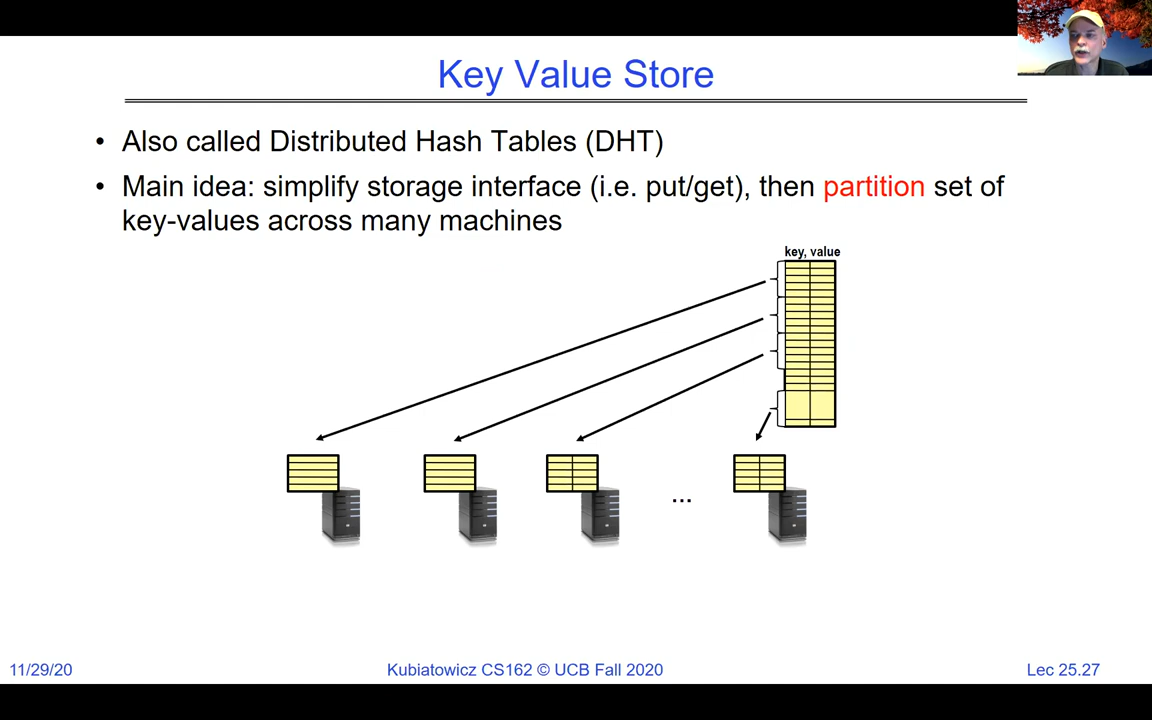 Key Value Store
• Also called Distributed Hash Tables (DHT)
• Main idea: simplify storage interface (i.e. put/get), then partition set of
key-values across many machines
key, value
...
11/29/20
Kubiatowicz CS162 © UCB Fall 2020
Lec 25.27